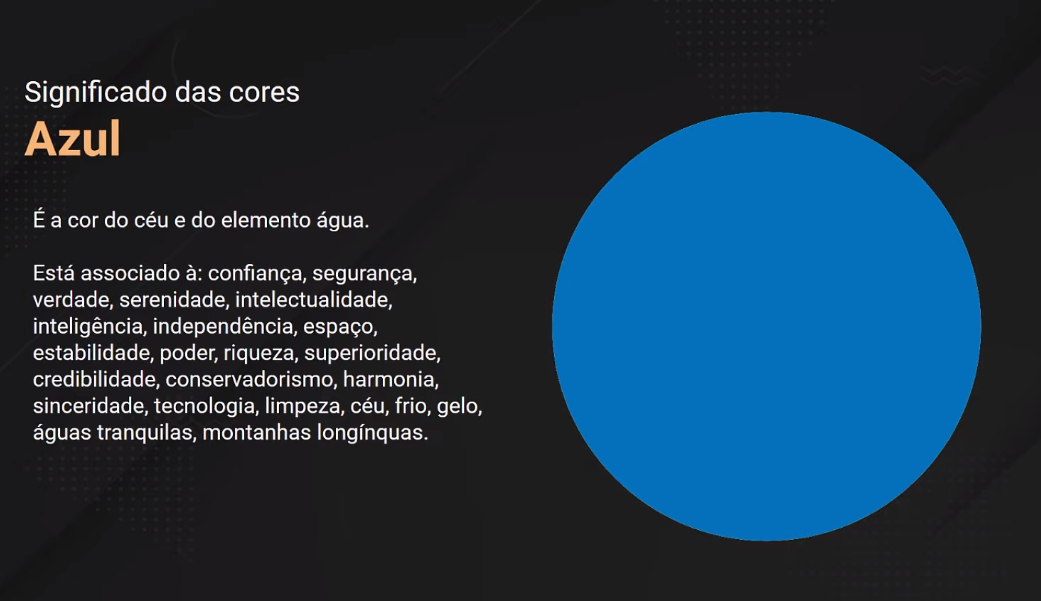 Significado das cores
Azul
É a cor do céu e do elemento água.
Está associado à: confiança, segurança,
verdade, serenidade, intelectualidade,
inteligência, independência, espaço,
estabilidade, poder, riqueza, superioridade,
credibilidade, conservadorismo, harmonia,
sinceridade, tecnologia, limpeza, céu, frio, gelo,
águas tranquilas, montanhas longínquas.